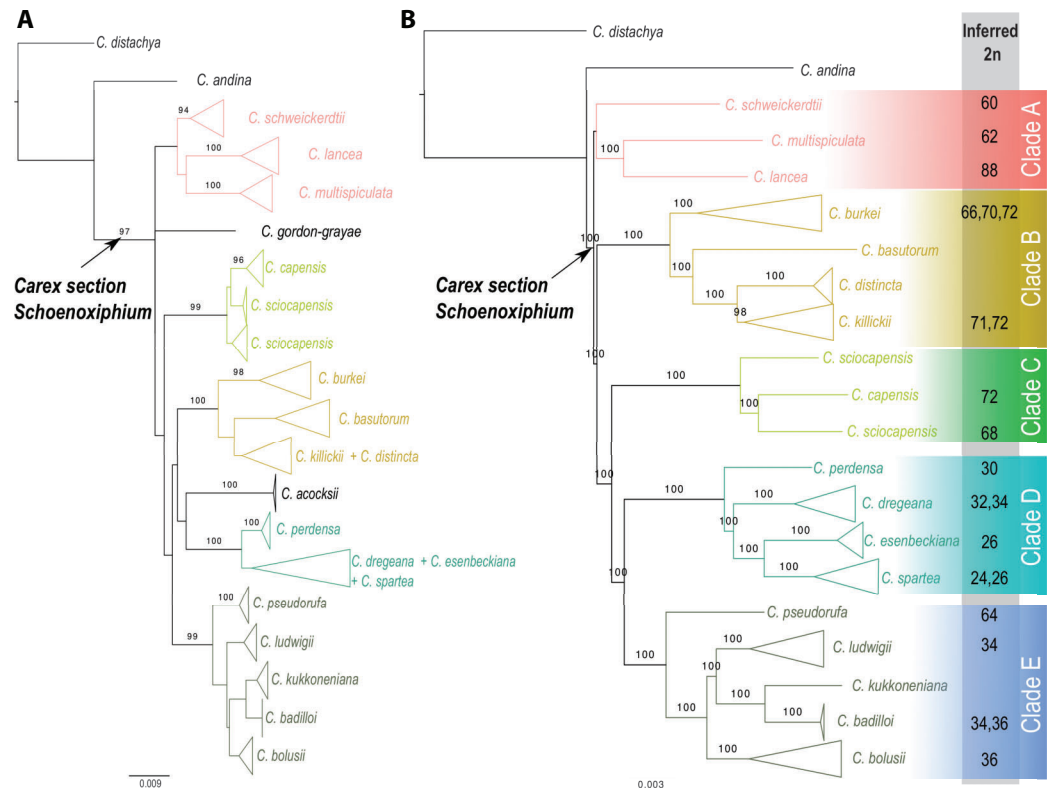 A
C. distachya
C. andina
94
C. schweickerdtii
100
C. lancea
100
C. multispiculata
97
C. gordon-grayae
Carex section
Schoenoxiphium
96
C. capensis
99
C. sciocapensis
C. sciocapensis
98
C. burkei
100
C. basutorum
C. killickii + C. distincta
100
C. acocksii
100
C. perdensa
100
C. dregeana + C. esenbeckiana
+ C. spartea
100
C. pseudorufa
99
C. ludwigii
C. kukkoneniana
C. badilloi
C. bolusii
0.009
B
Inferred
2n
C. distachya
C. andina
C. schweickerdtii
60
100
C. multispiculata
62
C. lancea
88
Clade A
100
Carex section
Schoenoxiphium
100
100
C. burkei
66,70,72
C. basutorum
100
100
C. distincta
100
98
C. killickii
71,72
Clade B
100
C. sciocapensis
100
C. capensis
72
100
C. sciocapensis
68
Clade C
100
C. perdensa
30
100
100
C. dregeana
32,34
100
100
C. esenbeckiana
26
100
C. spartea
24,26
Clade D
100
C. pseudorufa
64
100
100
C. ludwigii
34
100
100
C. kukkoneniana
100
100
C. badilloi
34,36
100
C. bolusii
36
Clade E
0.003